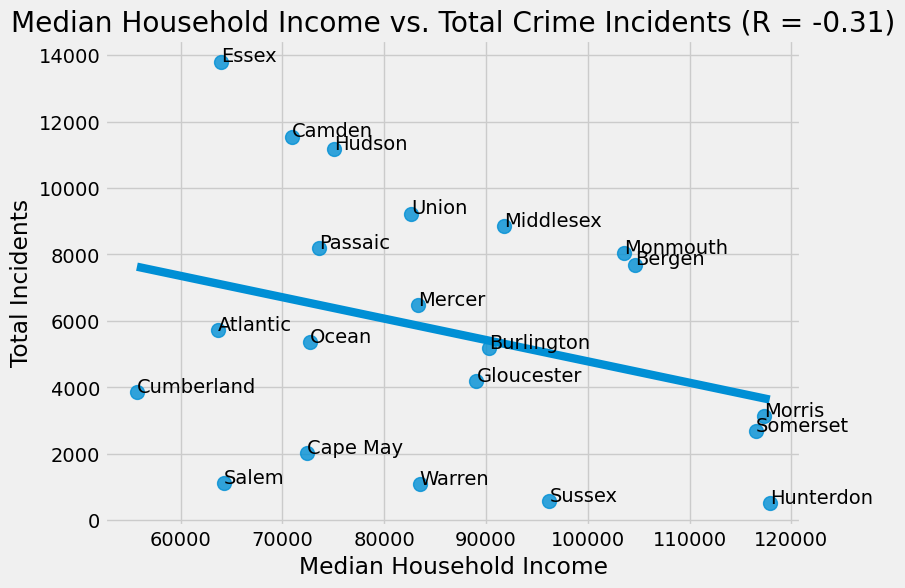 Median Household Income vs. Total Crime Incidents (R = -0.31)
14000
12000
10000
8000
6000
4000
2000
0
Total Incidents
Essex
Camden
Hudson
Union
Middlesex
Passaic
Monmouth
Bergen
Mercer
Atlantic
Ocean
Burlington
Gloucester
Cumberland
Morris
Somerset
Cape May
Salem
Warren
Sussex
Hunterdon
60000 70000 80000 90000 100000 110000 120000
Median Household Income